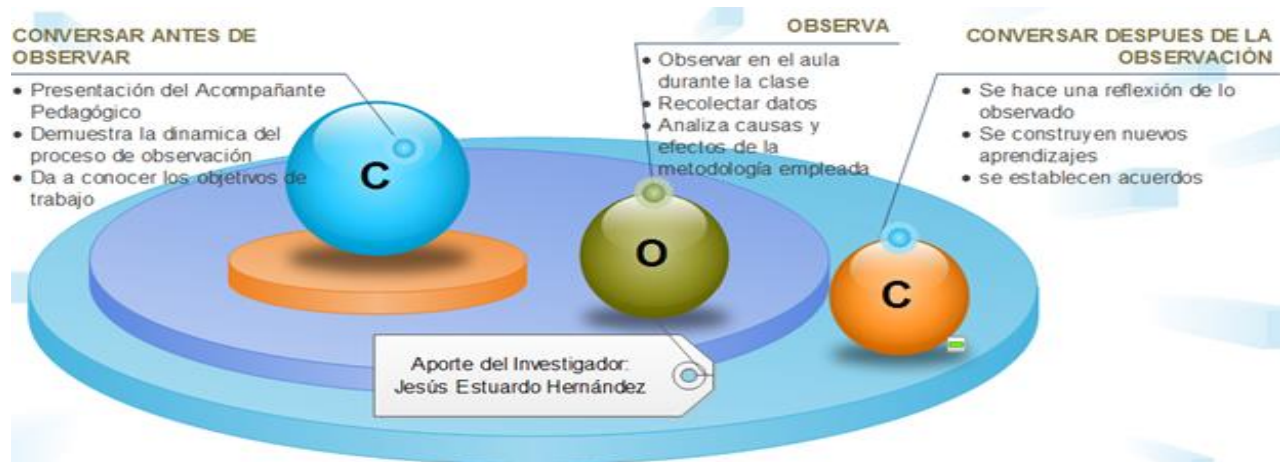 CONVERSAR ANTES DE
OBSERVAR
• Presentación del Acompañante
Pedagógico
• Demuestra la dinamica del
proceso de observación
• Da a conocer los objetivos de
trabajo
C
OBSERVA
• Observar en el aula
durante la clase
• Recolectar datos
• Analiza causas y
efectos de la
metodología empleada
O
CONVERSAR DESPUES DE LA
OBSERVACIÓN
• Se hace una reflexión de lo
observado
• Se construyen nuevos
aprendizajes
• se establecen acuerdos
C
Aporte del Investigador:
Jesús Estuardo Hernández